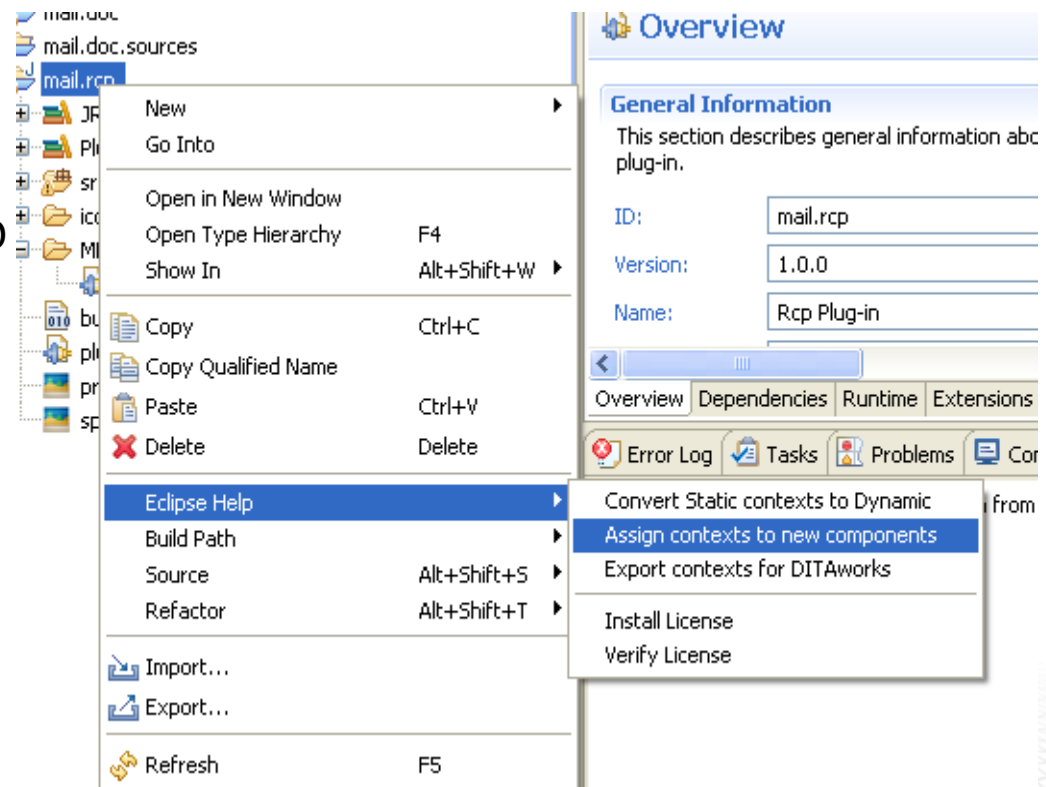 mail.doc
mail.doc.sources
mail.rcp
New
Go Into
Open in New Window
Open Type Hierarchy F4
Show In Alt+Shift+W
Copy Ctrl+C
Copy Qualified Name
Paste Ctrl+V
Delete Delete
Eclipse Help
Build Path
Source Alt+Shift+S
Refactor Alt+Shift+T
Import...
Export...
Refresh F5
Convert Static contexts to Dynamic
Assign contexts to new components
Export contexts for DITAworks
Install License
Verify License
Overview
General Information
This section describes general information
plug-in.
ID: mail.rcp
Version: 1.0.0
Name: Rcp Plug-in
Overview Dependencies Runtime Extensions
Error Log Tasks Problems
from